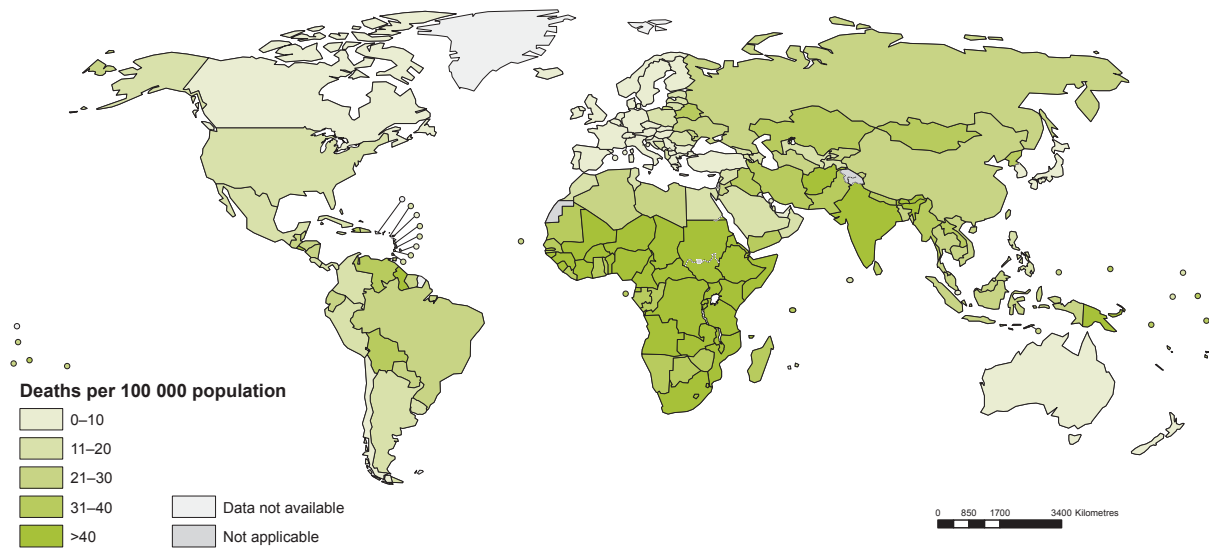 Deaths per 100 000 population
0–10
11–20
21–30
31–40
>40
Data not available
Not applicable
0 850 1700 3400 Kilometres